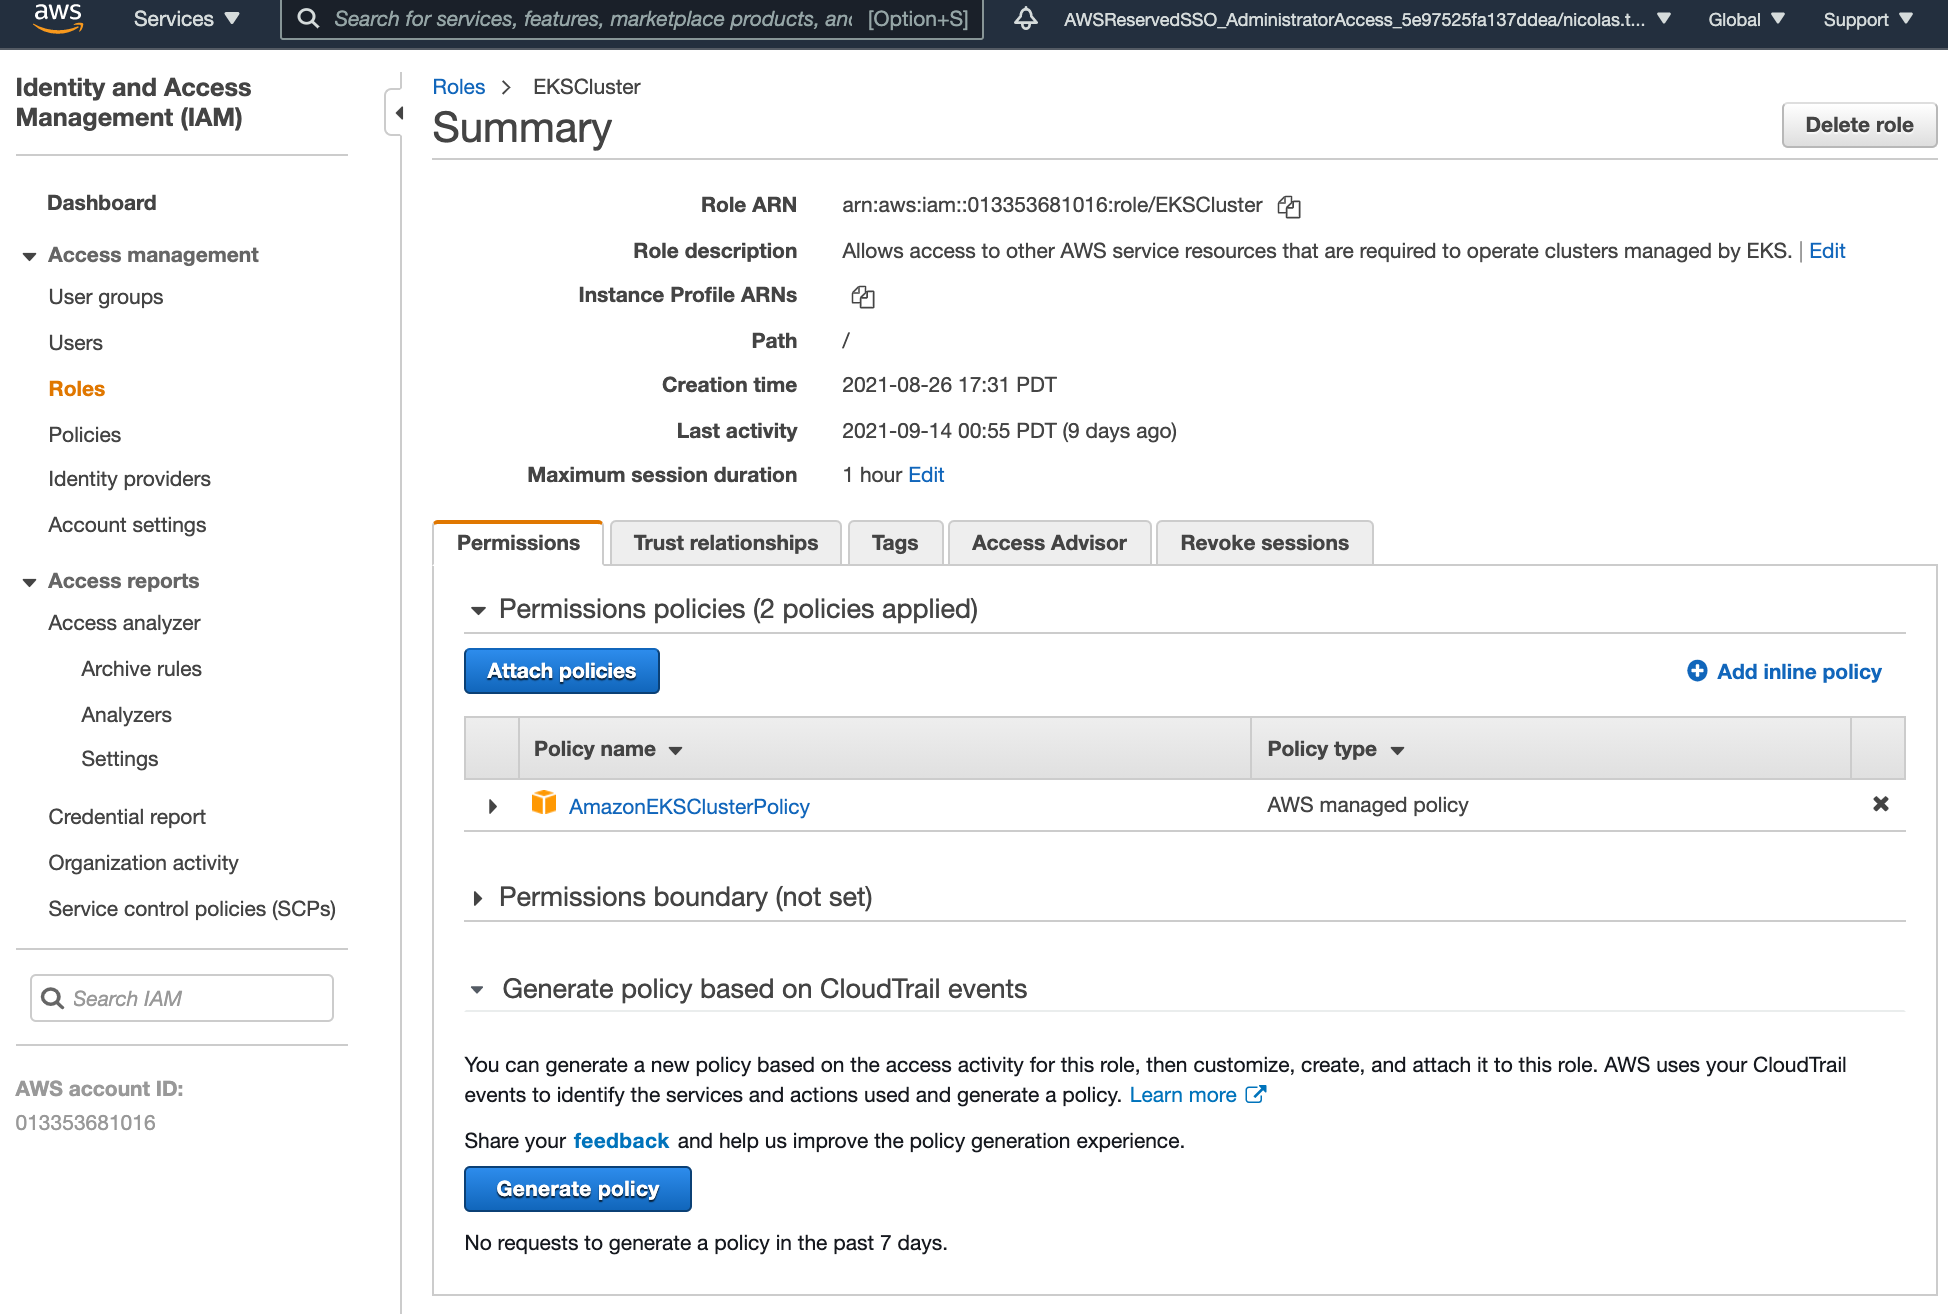 aws
Services
Search for services, features, marketplace products, and
[Option+S]
AWSReservedSSO_AdministratorAccess_5e97525fa137ddea/nicolas.t...
Global
Support
Identity and Access
Management (IAM)
Dashboard
Access management
User groups
Users
Roles
Policies
Identity providers
Account settings
Access reports
Access analyzer
Archive rules
Analyzers
Settings
Credential report
Organization activity
Service control policies (SCPs)
Search IAM
AWS account ID:
013353681016
Roles > EKSCluster
Summary
Delete role
Role ARN arn:aws:iam::013353681016:role/EKSCluster
Role description Allows access to other AWS service resources that are required to operate clusters managed by EKS. | Edit
Instance Profile ARNs
Path /
Creation time 2021-08-26 17:31 PDT
Last activity 2021-09-14 00:55 PDT (9 days ago)
Maximum session duration 1 hour Edit
Permissions Trust relationships Tags Access Advisor Revoke sessions
Permissions policies (2 policies applied)
Attach policies
Add inline policy
Policy name Policy type
AmazonEKSClusterPolicy AWS managed policy
Permissions boundary (not set)
Generate policy based on CloudTrail events
You can generate a new policy based on the access activity for this role, then customize, create, and attach it to this role. AWS uses your CloudTrail
events to identify the services and actions used and generate a policy. Learn more
Share your feedback and help us improve the policy generation experience.
Generate policy
No requests to generate a policy in the past 7 days.